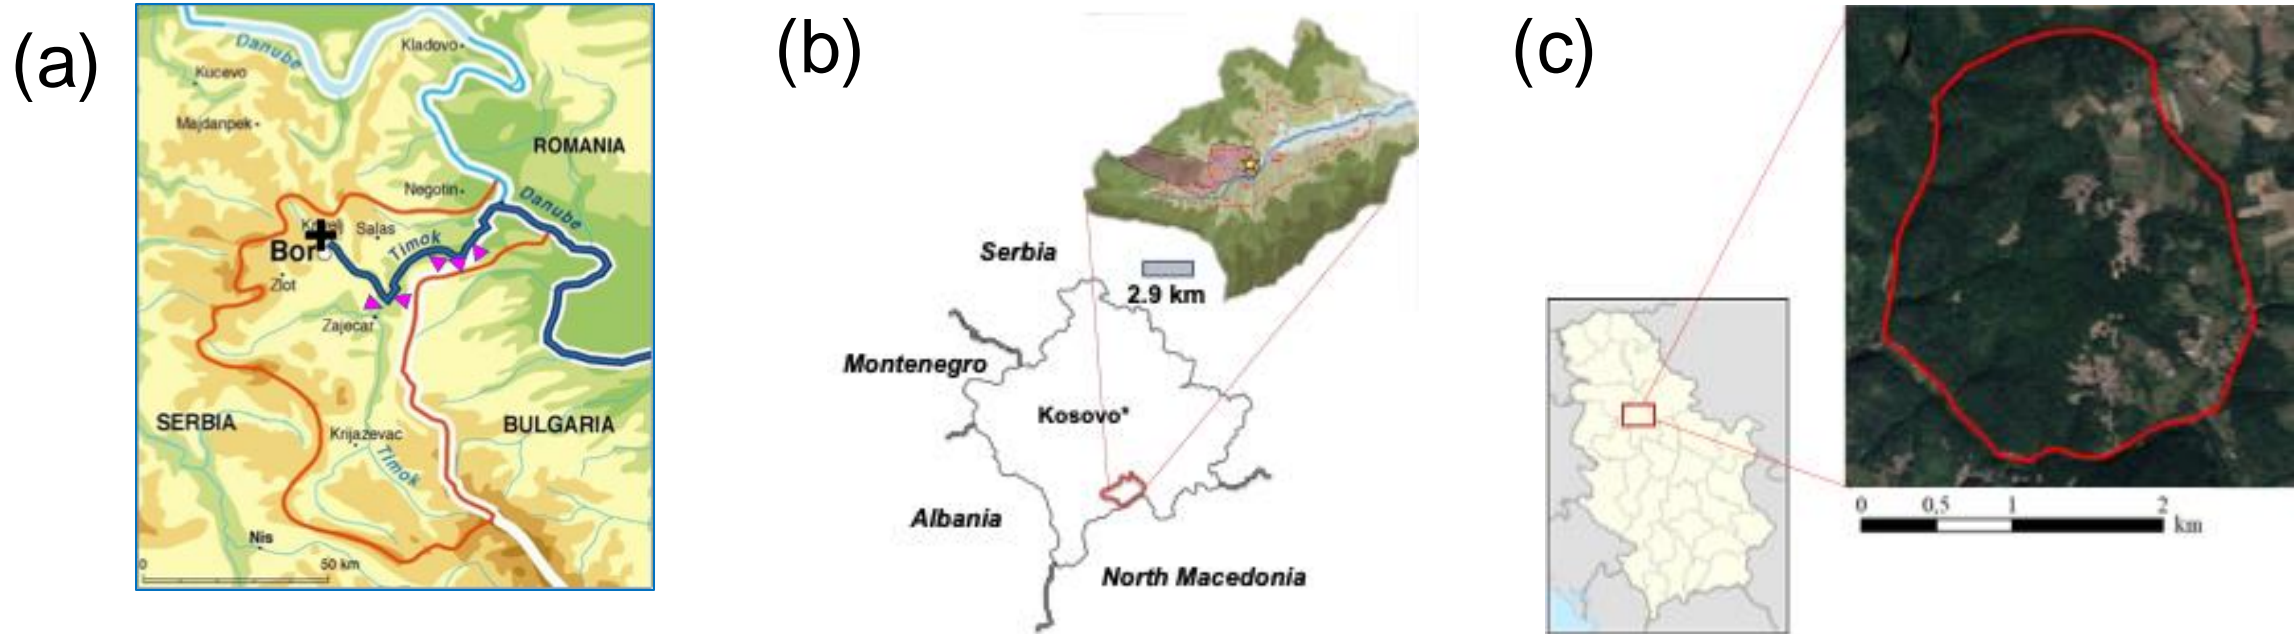 (a)
Danube
Kladovo
Kucevo
Majdanpek
ROMANIA
Negotin
Danube
Salas
Timok
Bor
Zlot
Zajecar
SERBIA
BULGARIA
Krijazevac
Timok
Nis
0
50 km
(b)
Serbia
2.9 km
Montenegro
Kosovo*
Albania
North Macedonia
(c)
0
0,5
1
2
km